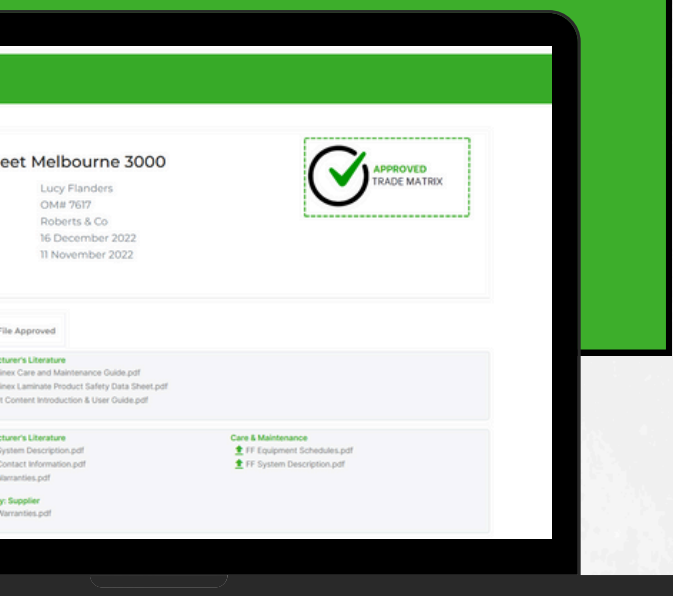 eet Melbourne 3000
APPROVED
TRADE MATRIX
Lucy Flanders
OM# 7617
Roberts & Co
16 December 2022
11 November 2022
File Approved
cturer's Literature
inex Care and Maintenance Guide.pdf
inex Laminate Product Safety Data Sheet.pdf
t Content Introduction & User Guide.pdf
cturer's Literature
System Description.pdf
Contact Information.pdf
Warranties.pdf
y: Supplier
Warranties.pdf
Care & Maintenance
FF Equipment Schedules.pdf
FF System Description.pdf